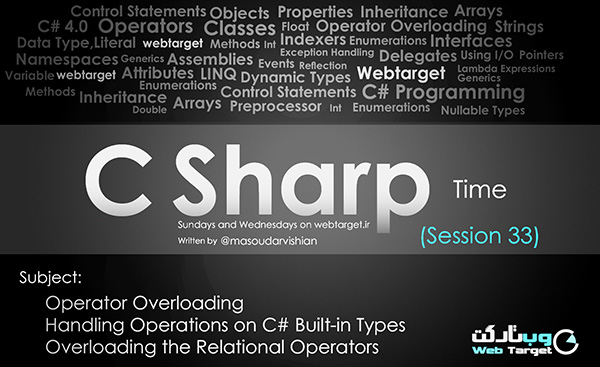 Control Statements Objects Properties Inheritance Arrays
C# 4.0 Operators Classes Float Operator Overloading Strings
Data Type,Literal webtarget Methods Int Indexers Enumerations Interfaces
Exception Handling
Namespaces Generics Assemblies Events Reflection Delegates Using I/O Pointers
Variable webtarget Attributes LINQ Dynamic Types Webtarget Lambda Expressions
Generics
Methods Enumerations Control Statements C# Programming
Inheritance Arrays Preprocessor Int Enumerations Nullable Types
Double
C Sharp Time
Sundays and Wednesdays on webtarget.ir
Written by @masoudarvishian
(Session 33)
Subject:
Operator Overloading
Handling Operations on C# Built-in Types
Overloading the Relational Operators
وب تارگت
Web Target